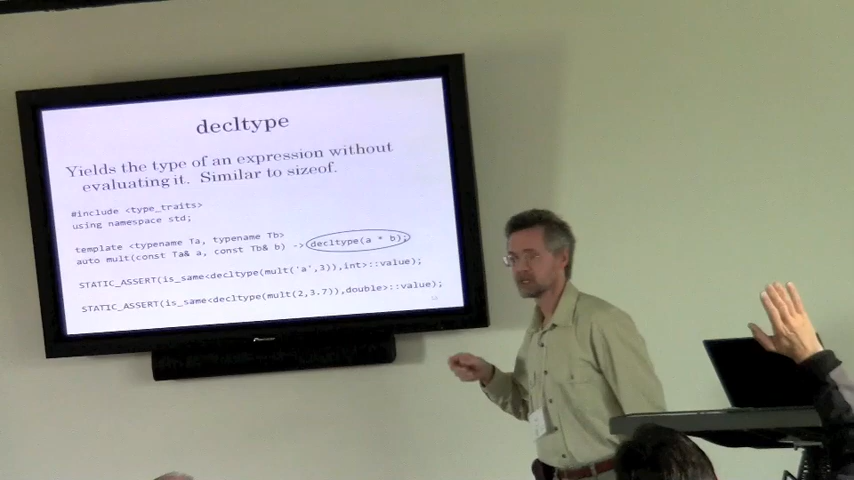 decltype
Yields the type of an expression without
evaluating it. Similar to sizeof.
#include <type_traits>
using namespace std;
template <typename Ta, typename Tb>
auto mult(const Ta& a, const Tb& b) -> decltype(a * b);
STATIC_ASSERT(is_same<decltype(mult('a',3)),int>::value);
STATIC_ASSERT(is_same<decltype(mult(2,3.7)),double>::value);
Pioneer